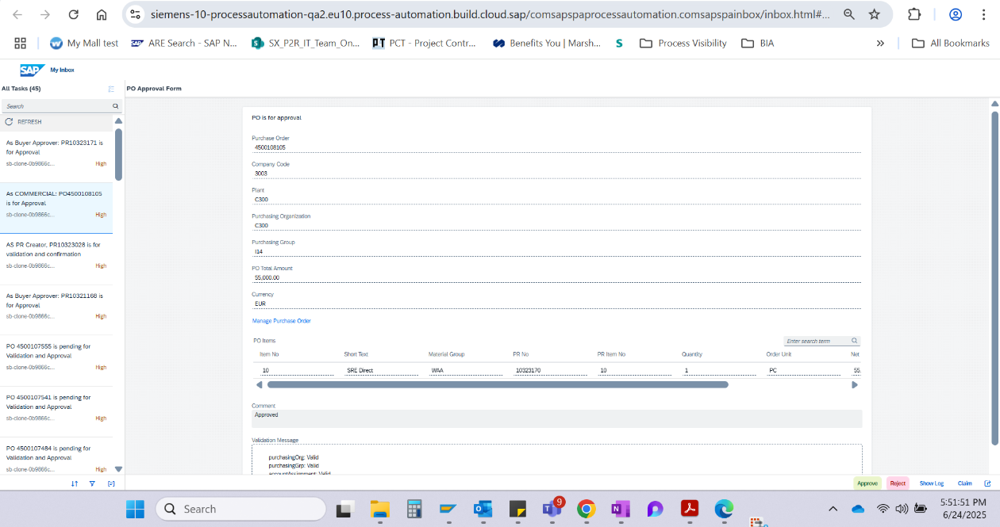 siemens-10-processautomation-qa2.eu10.process-automation.build.cloud.sap/comsapspaprocessautomation.comsapspainbox/inbox.html#...
My Mall test
SAP
ARE Search - SAP N...
S
SX_P2R_IT_Team_On...
PCT - Project Contr...
Benefits You | Marsh...
S
Process Visibility
BIA
»
All Bookmarks
SAP
My Inbox
All Tasks (45)
PO Approval Form
Search
REFRESH
As Buyer Approver: PR10323171 is
for Approval
sb-clone-0b9866c...
High
As COMMERCIAL: PO4500108105
is for Approval
sb-clone-0b9866c...
High
AS PR Creator, PR10323028 is for
validation and confirmation
sb-clone-0b9866c...
High
As Buyer Approver: PR10321168 is
for Approval
sb-clone-0b9866c...
High
PO 4500107555 is pending for
Validation and Approval
sb-clone-0b9866c...
High
PO 4500107541 is pending for
Validation and Approval
sb-clone-0b9866c...
High
PO 4500107484 is pending for
Validation and Approval
sb-clone-0b9866c...
High
PO is for approval
Purchase Order
4500108105
Company Code
3003
Plant
C300
Purchasing Organization
C300
Purchasing Group
I14
PO Total Amount
55,000.00
Currency
EUR
Manage Purchase Order
PO Items
Enter search term
Item No Short Text Material Group PR No PR Item No Quantity Order Unit Net
10 SRE Direct WAA 10323170 10 1 PC 55,
Comment
Approved
Validation Message
purchasingOrg: Valid
purchasingGrp: Valid
accountAssignment: Valid
Approve
Reject
Show Log
Claim
Search
9
5:51:51 PM
6/24/2025